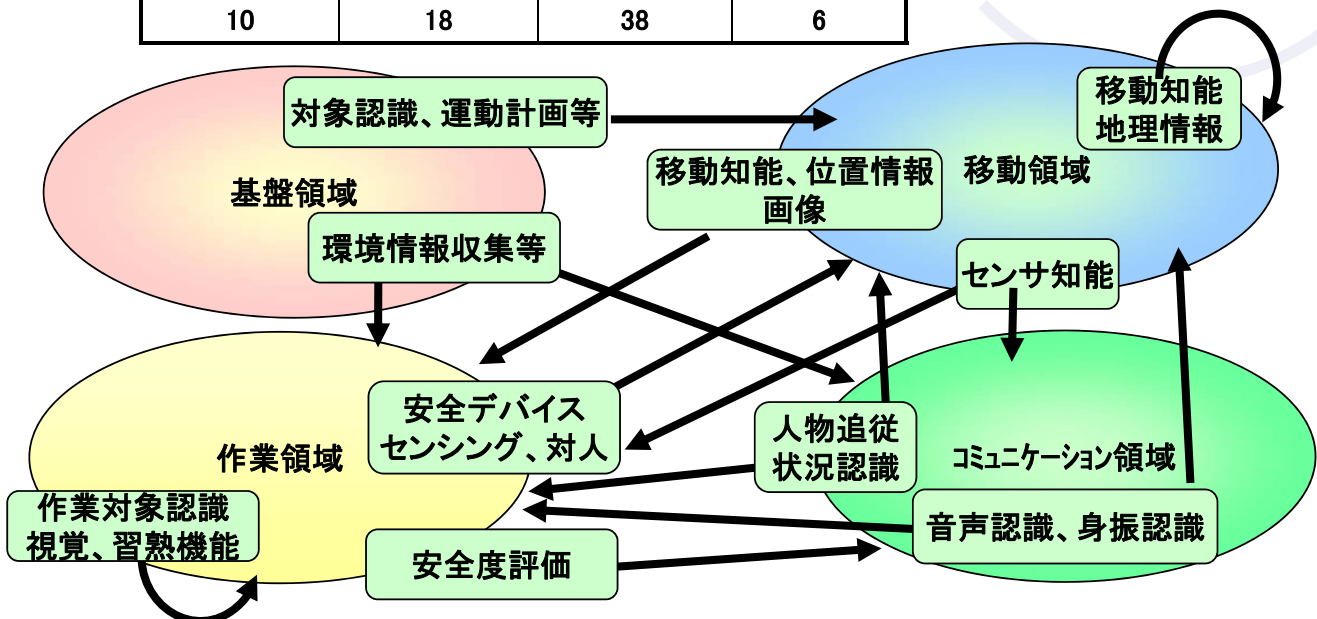 10 18 38 6
対象認識、運動計画等
移動知能
地理情報
基盤領域
移動知能、位置情報
画像
移動領域
環境情報収集等
センサ知能
安全デバイス
センシング、対人
作業領域
人物追従
状況認識
コミュニケーション領域
作業対象認識
視覚、習熟機能
安全度評価
音声認識、身振認識